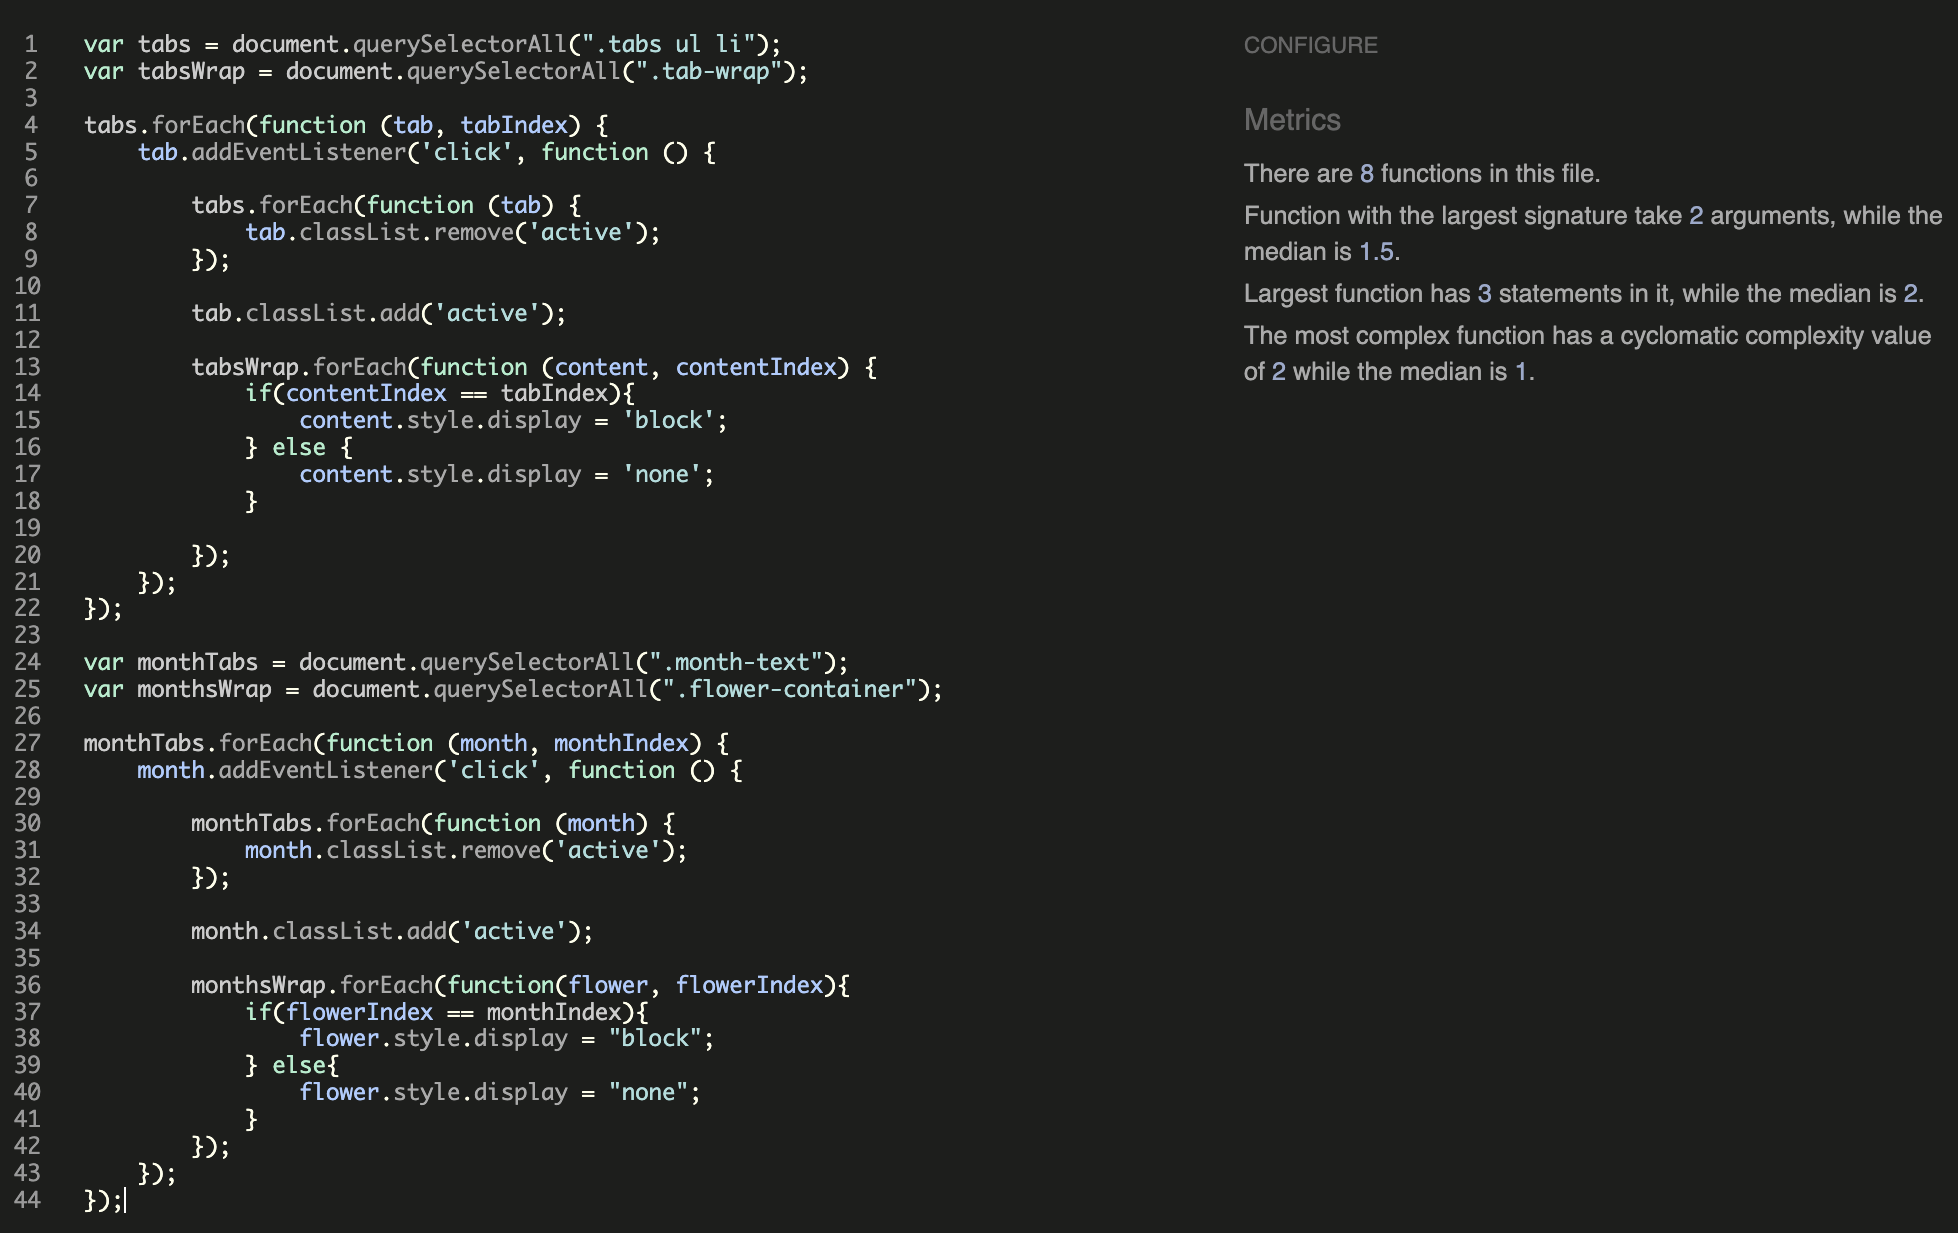 1 var tabs = document.querySelectorAll(".tabs ul li");
2 var tabsWrap = document.querySelectorAll(".tab-wrap");
3
4 tabs.forEach(function (tab, tabIndex) {
5     tab.addEventListener('click', function () {
6
7         tabs.forEach(function (tab) {
8             tab.classList.remove('active');
9         });
10
11         tab.classList.add('active');
12
13         tabsWrap.forEach(function (content, contentIndex) {
14             if(contentIndex == tabIndex){
15                 content.style.display = 'block';
16             } else {
17                 content.style.display = 'none';
18             }
19
20         });
21     });
22 });
23
24 var monthTabs = document.querySelectorAll(".month-text");
25 var monthsWrap = document.querySelectorAll(".flower-container");
26
27 monthTabs.forEach(function (month, monthIndex) {
28     month.addEventListener('click', function () {
29
30         monthTabs.forEach(function (month) {
31             month.classList.remove('active');
32         });
33
34         month.classList.add('active');
35
36         monthsWrap.forEach(function(flower, flowerIndex){
37             if(flowerIndex == monthIndex){
38                 flower.style.display = "block";
39             } else{
40                 flower.style.display = "none";
41             }
42         });
43     });
44 });
CONFIGURE
Metrics
There are 8 functions in this file.
Function with the largest signature take 2 arguments, while the
median is 1.5.
Largest function has 3 statements in it, while the median is 2.
The most complex function has a cyclomatic complexity value
of 2 while the median is 1.